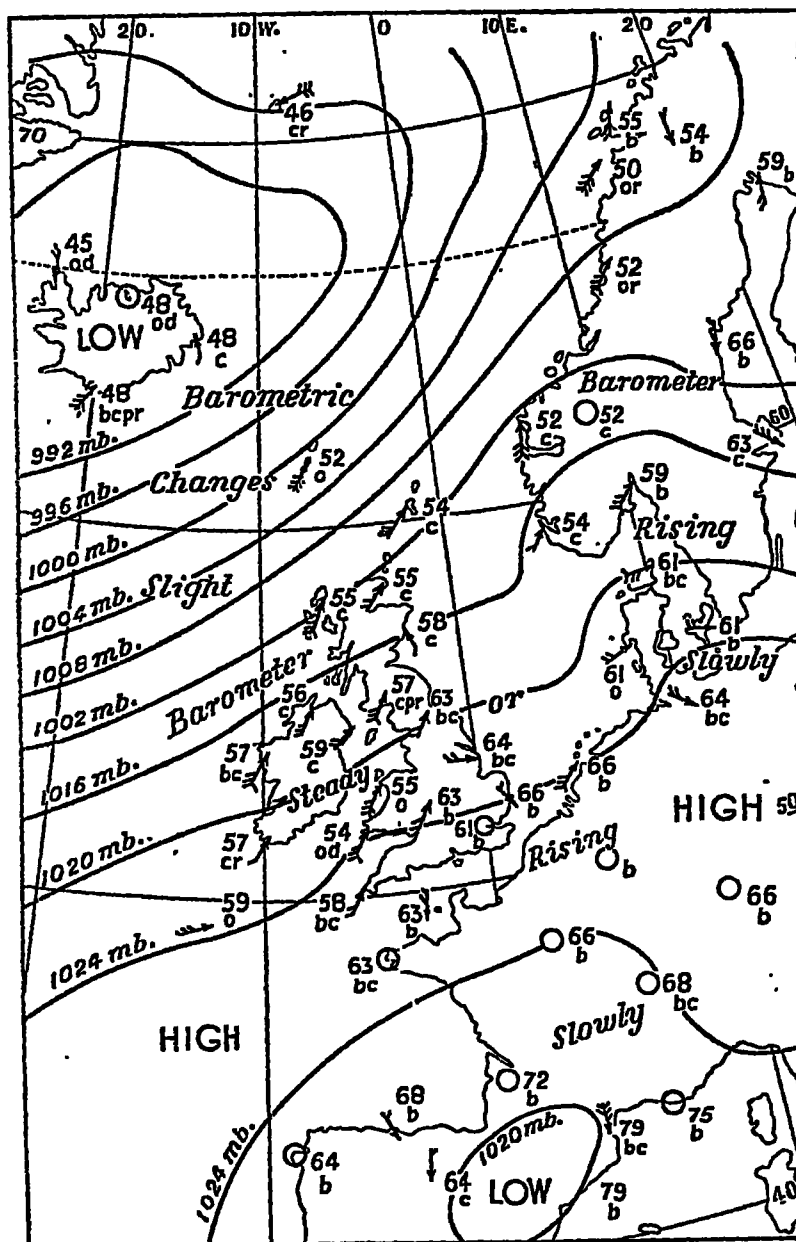 20. 10 W. 0 10 E. 20
70
46
cr
55
b
54
b
50
or
59
b
45
od
52
or
48
od
LOW
48
c
66
b
48
bcpr
Barometric
Barometer
52
c
52
c
60
63
c
992 mb.
52
o
Changes
996 mb.
54
c
59
b
54
c
Rising
1000 mb.
61
bc
Slight
55
c
55
c
1004 mb.
58
c
61
b
1008 mb.
Slowly
61
o
Barometer
57
cpr
63
bc
or
64
bc
1002 mb.
56
c
59
c
64
bc
57
bc
1016 mb.
Steady
55
o
66
b
66
b
63
b
HIGH
50
1020 mb.
54
od
61
b
57
cr
Rising
b
59
o
58
bc
63
b
66
b
1024 mb.
66
b
63
bc
68
bc
HIGH
Slowly
72
b
68
b
1020 mb.
79
bc
75
b
64
b
1024 mb.
64
c
LOW
79
b
40